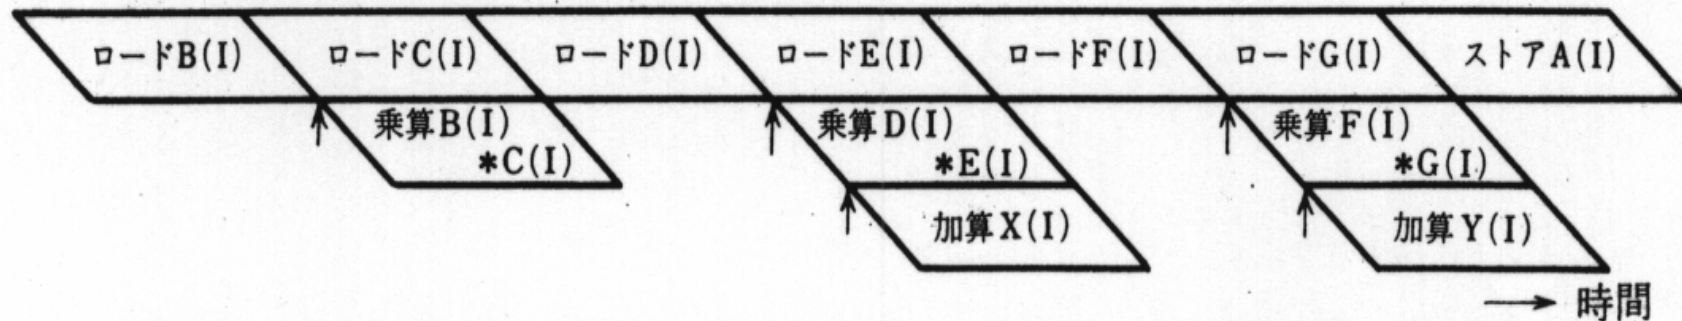 ロードB(I) ロードC(I) ロードD(I) ロードE(I) ロードF(I) ロードG(I) ストアA(I)
乗算B(I) 乗算D(I) 乗算F(I)
*C(I) *E(I) *G(I)
加算X(I) 加算Y(I)
→ 時間